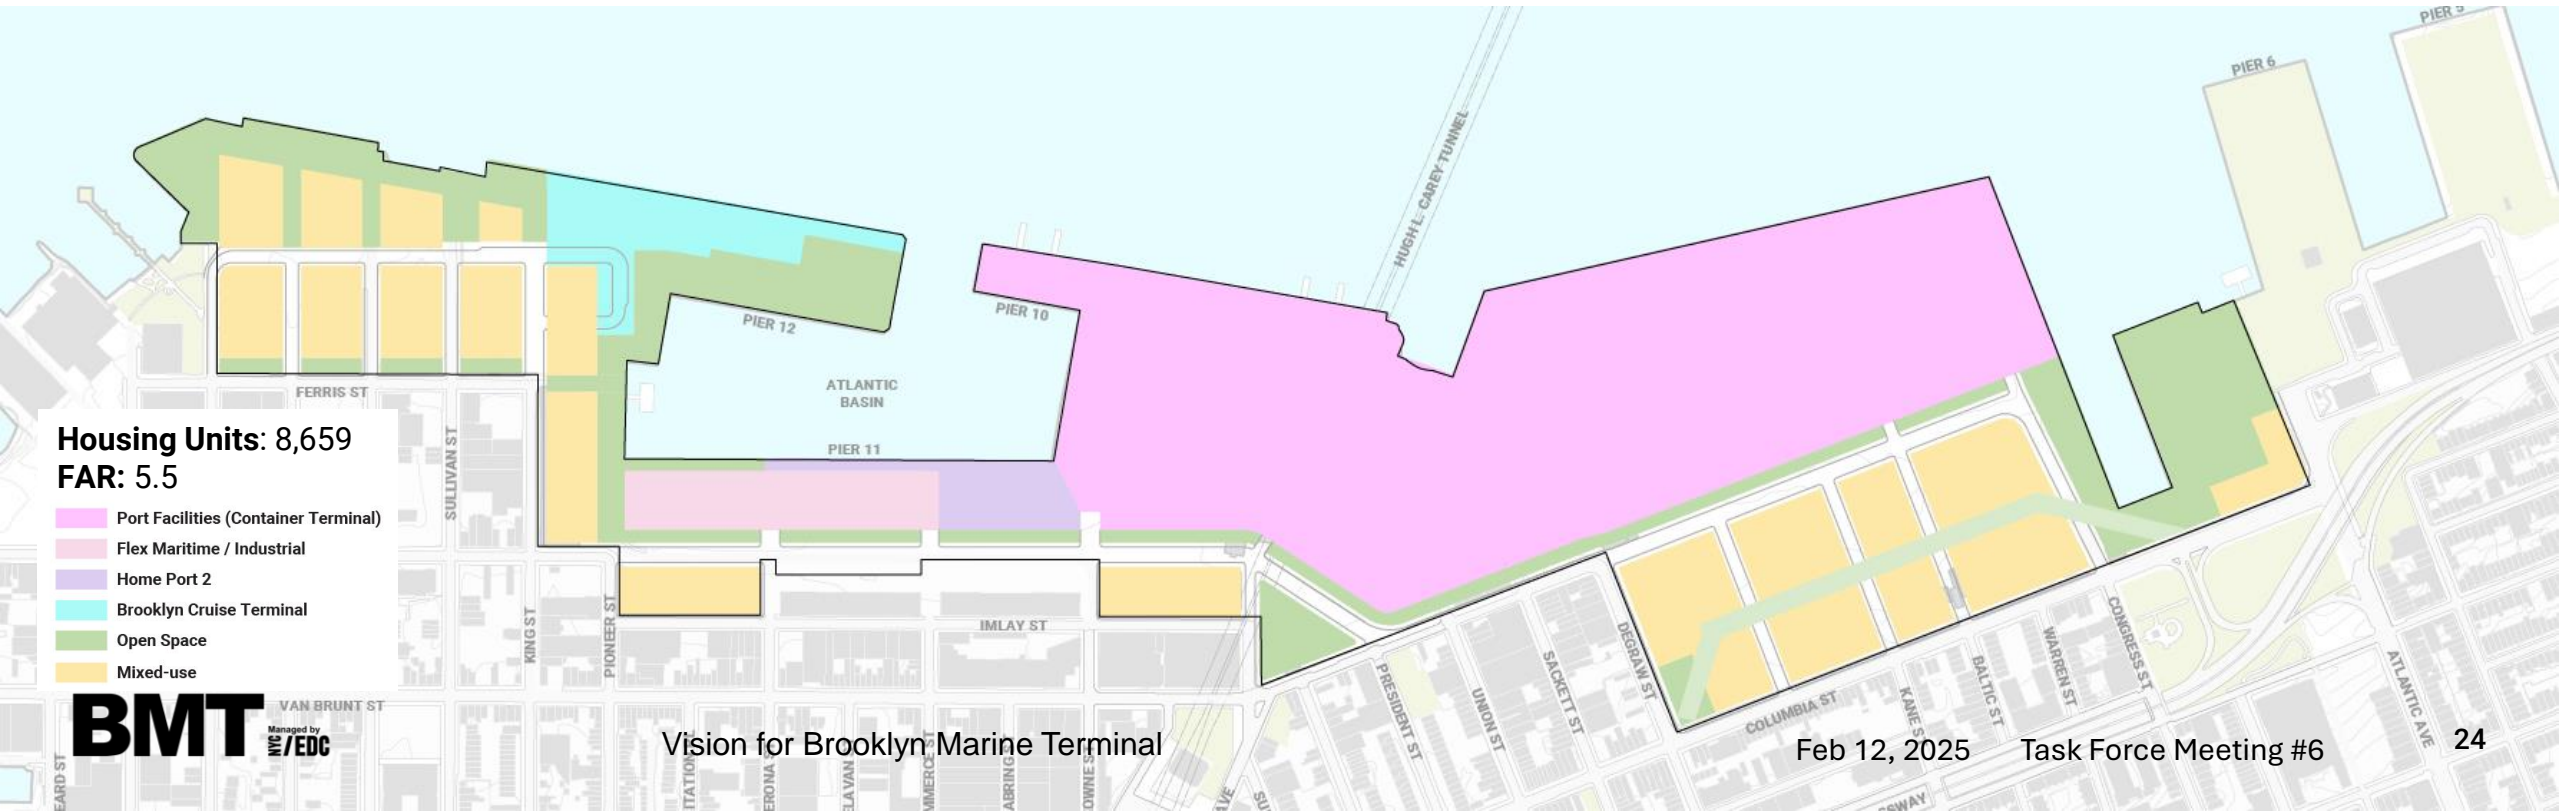 PIER 5
PIER 6
HUGH L. CAREY TUNNEL
PIER 10
PIER 12
ATLANTIC
BASIN
PIER 11
FERRIS ST
SULLIVAN ST
KING ST
PIONEER ST
IMLAY ST
VAN BRUNT ST
PRESIDENT ST
UNION ST
SACKETT ST
DEGRAW ST
COLUMBIA ST
KANE ST
BALTIC ST
WARREN ST
CONGRESS ST
ATLANTIC AVE
Housing Units: 8,659
FAR: 5.5
Port Facilities (Container Terminal)
Flex Maritime / Industrial
Home Port 2
Brooklyn Cruise Terminal
Open Space
Mixed-use
BMT
Managed by
NYC/EDC
Vision for Brooklyn Marine Terminal
Feb 12, 2025
Task Force Meeting #6
24